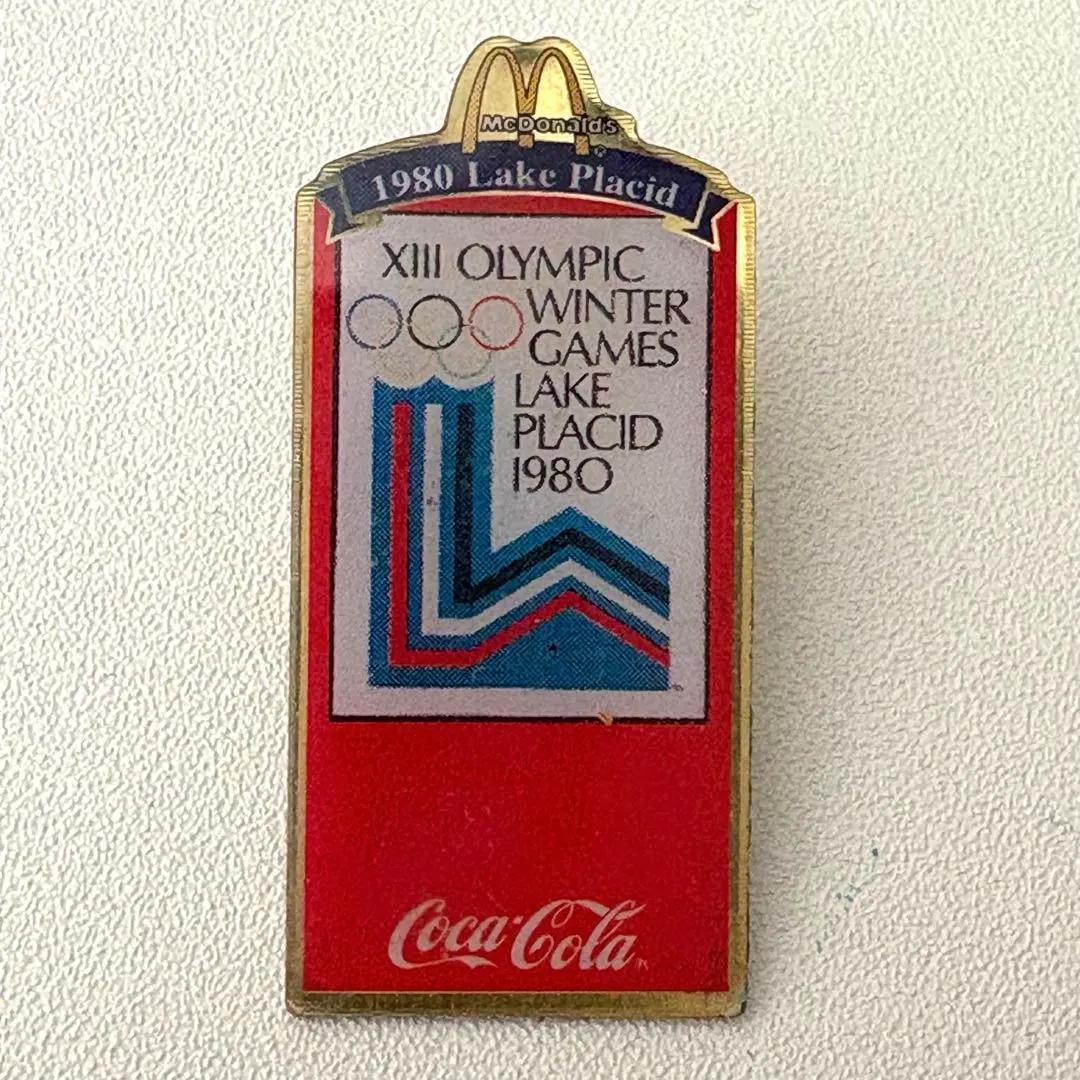 McDonald's
®
1980 Lake Placid
XIII OLYMPIC
WINTER
GAMES
LAKE
PLACID
1980
Coca-Cola